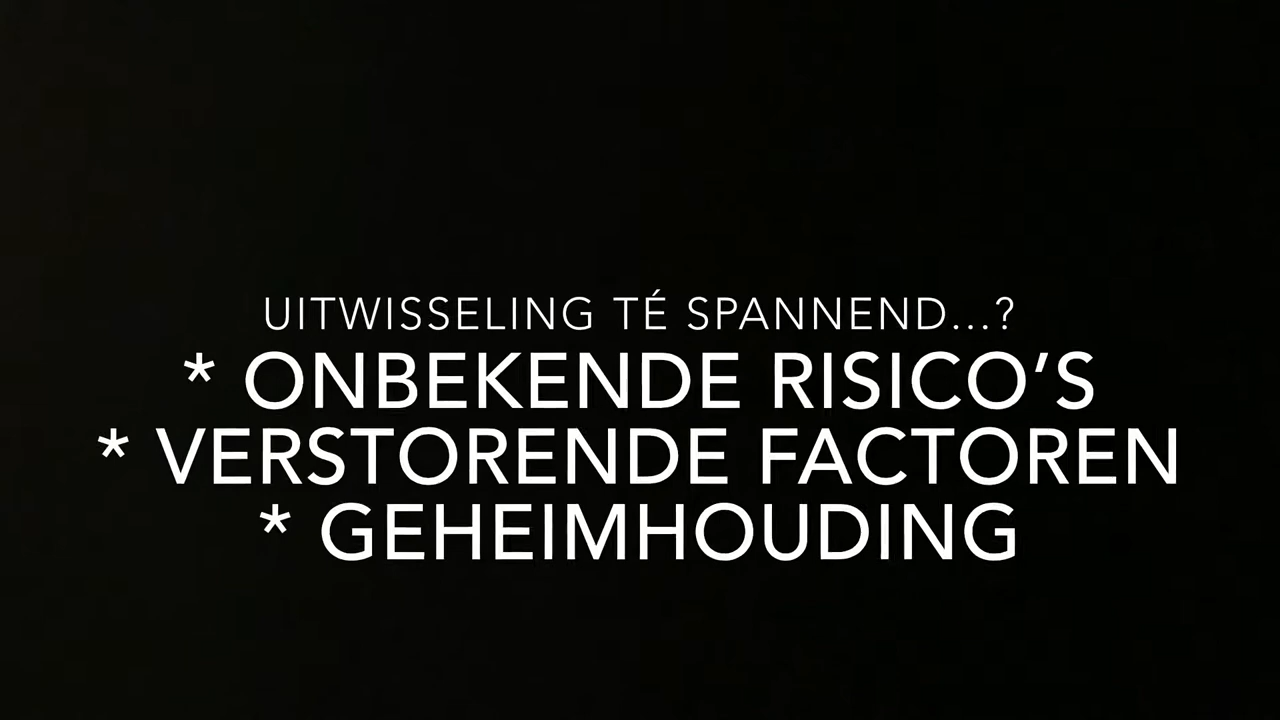 UITWISSELING TÉ SPANNEND...?
* ONBEKENDE RISICO’S
* VERSTORENDE FACTOREN
* GEHEIMHOUDING